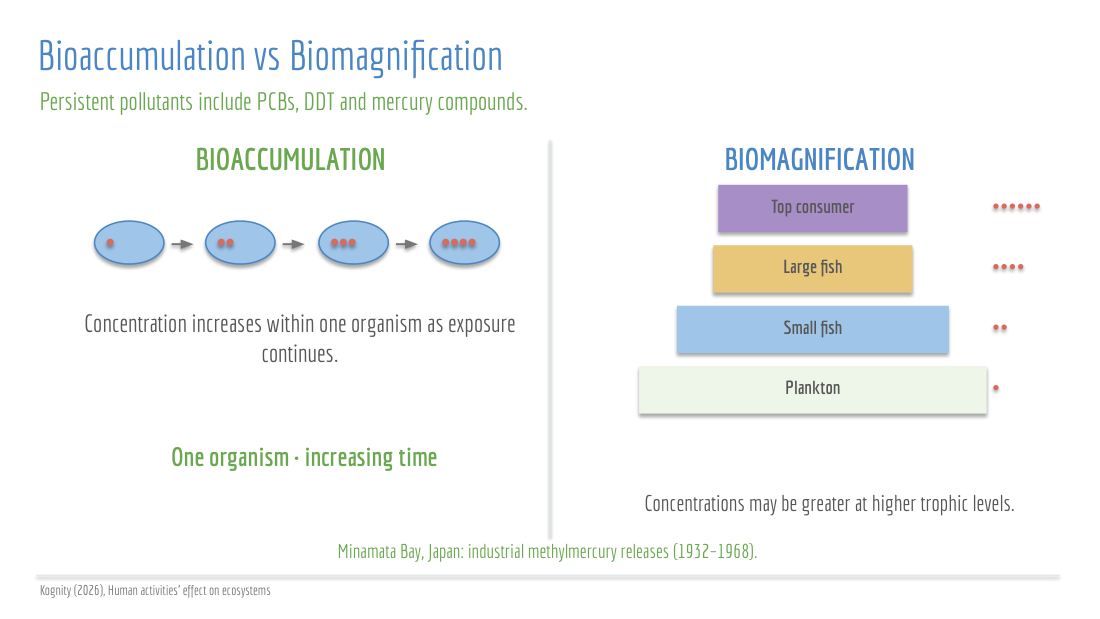 Bioaccumulation vs Biomagnification
Persistent pollutants include PCBs, DDT and mercury compounds.
BIOACCUMULATION
Concentration increases within one organism as exposure
continues.
One organism · increasing time
BIOMAGNIFICATION
Top consumer
Large fish
Small fish
Plankton
Concentrations may be greater at higher trophic levels.
Minamata Bay, Japan: industrial methylmercury releases (1932–1968).
Kognity (2026), Human activities’ effect on ecosystems